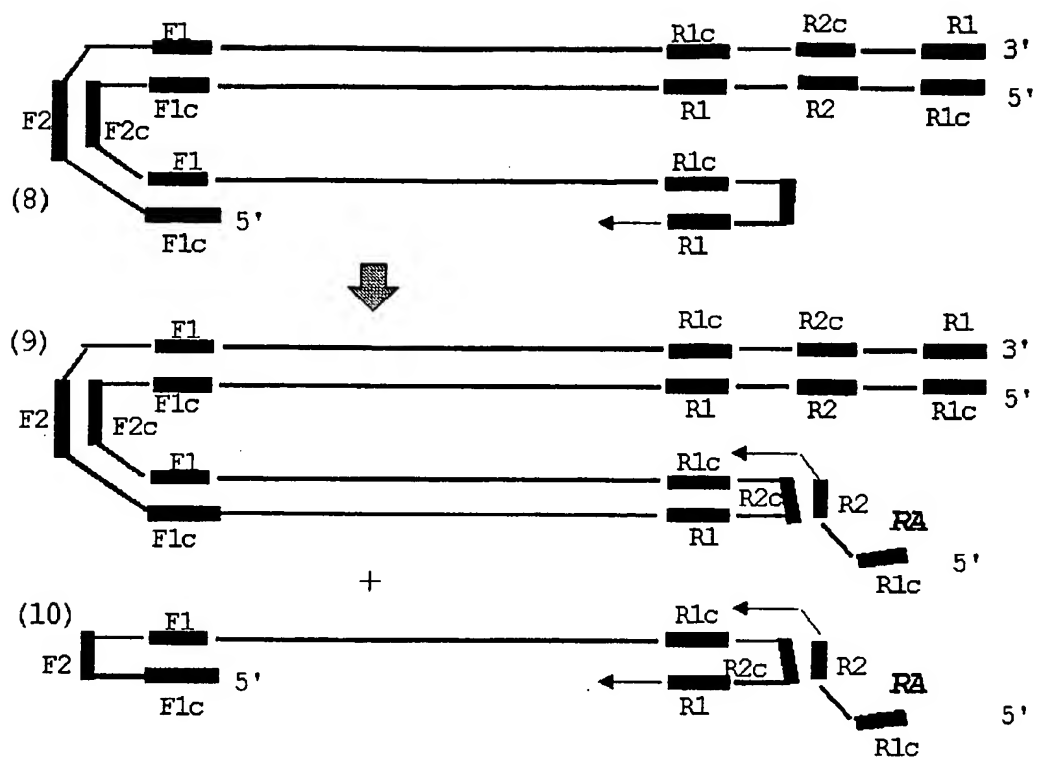 F1 R1c R2c R1
3'
F1c R1 R2 R1c 5'
F2 F2c
F1 R1c
(8)
5'
F1c R1
(9)
F1 R1c R2c R1
3'
F2 F1c R1 R2 R1c 5'
F2c
F1 R1c
R2c R2
RA
F1c R1 5'
R1c
+
(10)
F1 R1c
F2 R2c R2
5' RA
F1c R1 5'
R1c